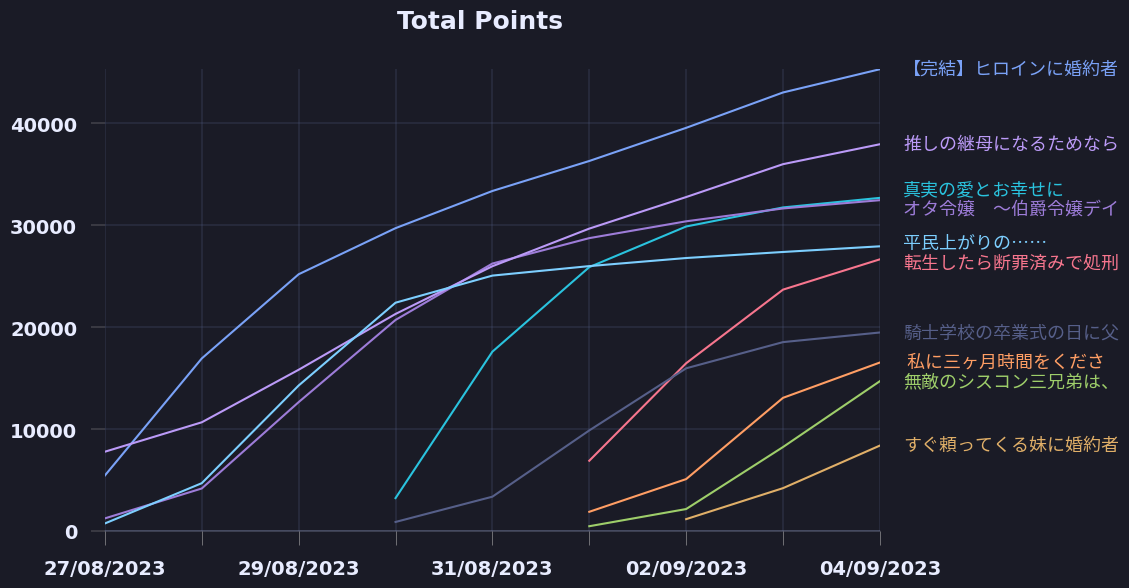 Total Points
【完結】ヒロインに婚約者
40000
推しの継母になるためなら
真実の愛とお幸せに
オタ令嬢　～伯爵令嬢デイ
30000
平民上がりの……
転生したら断罪済みで処刑
20000
騎士学校の卒業式の日に父
私に三ヶ月時間をくださ
無敵のシスコン三兄弟は、
10000
すぐ頼ってくる妹に婚約者
0
27/08/2023 29/08/2023 31/08/2023 02/09/2023 04/09/2023